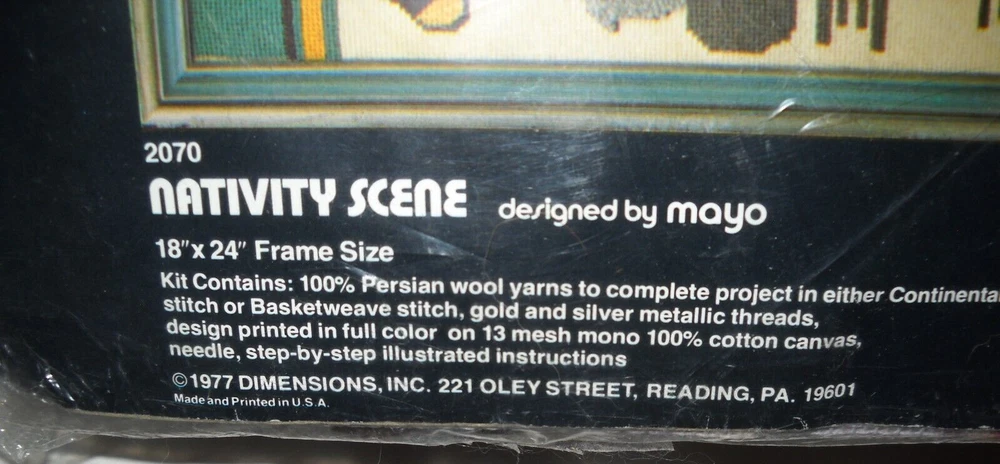 2070
NATIVITY SCENE designed by mayo
18"x 24" Frame Size
Kit Contains: 100% Persian wool yarns to complete project in either Continenta
stitch or Basketweave stitch, gold and silver metallic threads,
design printed in full color on 13 mesh mono 100% cotton canvas,
needle, step-by-step illustrated instructions
©1977 DIMENSIONS, INC. 221 OLEY STREET, READING, PA. 19601
Made and Printed in U.S.A.